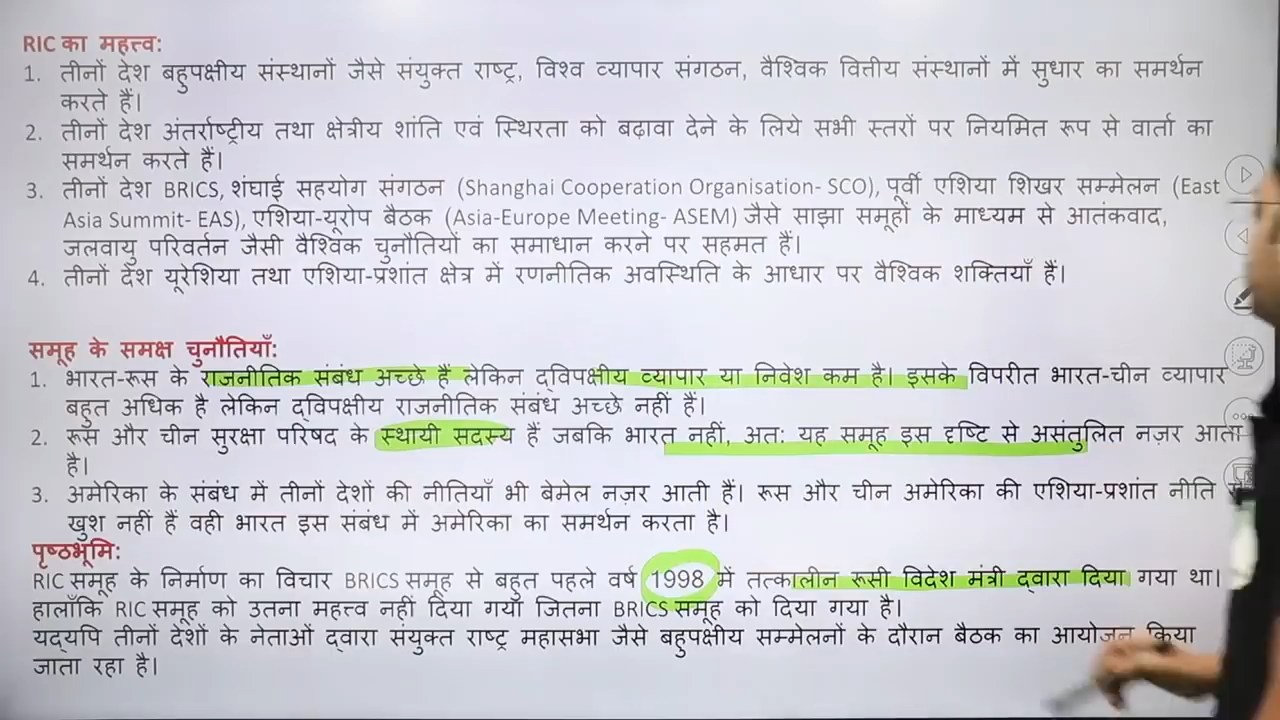 RIC का महत्त्व:
1. तीनों देश बहुपक्षीय संस्थानों जैसे संयुक्त राष्ट्र, विश्व व्यापार संगठन, वैश्विक वित्तीय संस्थानों में सुधार का समर्थन
करते हैं।
2. तीनों देश अंतर्राष्ट्रीय तथा क्षेत्रीय शांति एवं स्थिरता को बढ़ावा देने के लिये सभी स्तरों पर नियमित रूप से वार्ता का
समर्थन करते हैं।
3. तीनों देश BRICS, शंघाई सहयोग संगठन (Shanghai Cooperation Organisation- SCO), पूर्वी एशिया शिखर सम्मेलन (East
Asia Summit- EAS), एशिया-यूरोप बैठक (Asia-Europe Meeting- ASEM) जैसे साझा समूहों के माध्यम से आतंकवाद,
जलवायु परिवर्तन जैसी वैश्विक चुनौतियों का समाधान करने पर सहमत हैं।
4. तीनों देश यूरेशिया तथा एशिया-प्रशांत क्षेत्र में रणनीतिक अवस्थिति के आधार पर वैश्विक शक्तियाँ हैं।
समूह के समक्ष चुनौतियाँ:
1. भारत-रूस के राजनीतिक संबंध अच्छे हैं लेकिन द्विपक्षीय व्यापार या निवेश कम है। इसके विपरीत भारत-चीन व्यापार
बहुत अधिक है लेकिन द्विपक्षीय राजनीतिक संबंध अच्छे नहीं हैं।
2. रूस और चीन सुरक्षा परिषद के स्थायी सदस्य हैं जबकि भारत नहीं, अत: यह समूह इस दृष्टि से असंतुलित नज़र आता
है।
3. अमेरिका के संबंध में तीनों देशों की नीतियाँ भी बेमेल नज़र आती हैं। रूस और चीन अमेरिका की एशिया-प्रशांत नीति
खुश नहीं हैं वही भारत इस संबंध में अमेरिका का समर्थन करता है।
पृष्ठभूमि:
RIC समूह के निर्माण का विचार BRICS समूह से बहुत पहले वर्ष 1998 में तत्कालीन रूसी विदेश मंत्री द्वारा दिया गया था।
हालाँकि RIC समूह को उतना महत्त्व नहीं दिया गया जितना BRICS समूह को दिया गया है।
यद्यपि तीनों देशों के नेताओं द्वारा संयुक्त राष्ट्र महासभा जैसे बहुपक्षीय सम्मेलनों के दौरान बैठक का आयोजन किया
जाता रहा है।